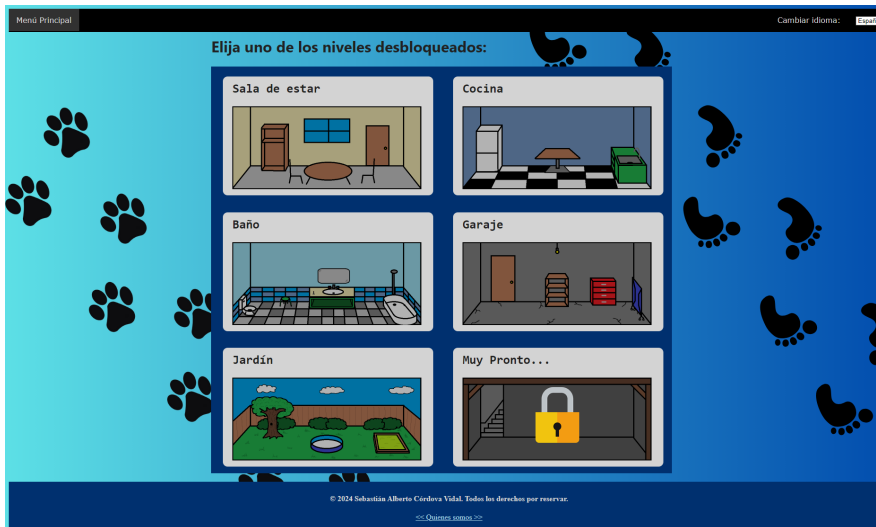 Menú Principal
Cambiar idioma:
Elija uno de los niveles desbloqueados:
Sala de estar
Cocina
Baño
Garaje
Jardín
Muy Pronto...
© 2024 Sebastián Alberto Córdova Vidal. Todos los derechos por reservar.
<< Quienes somos >>